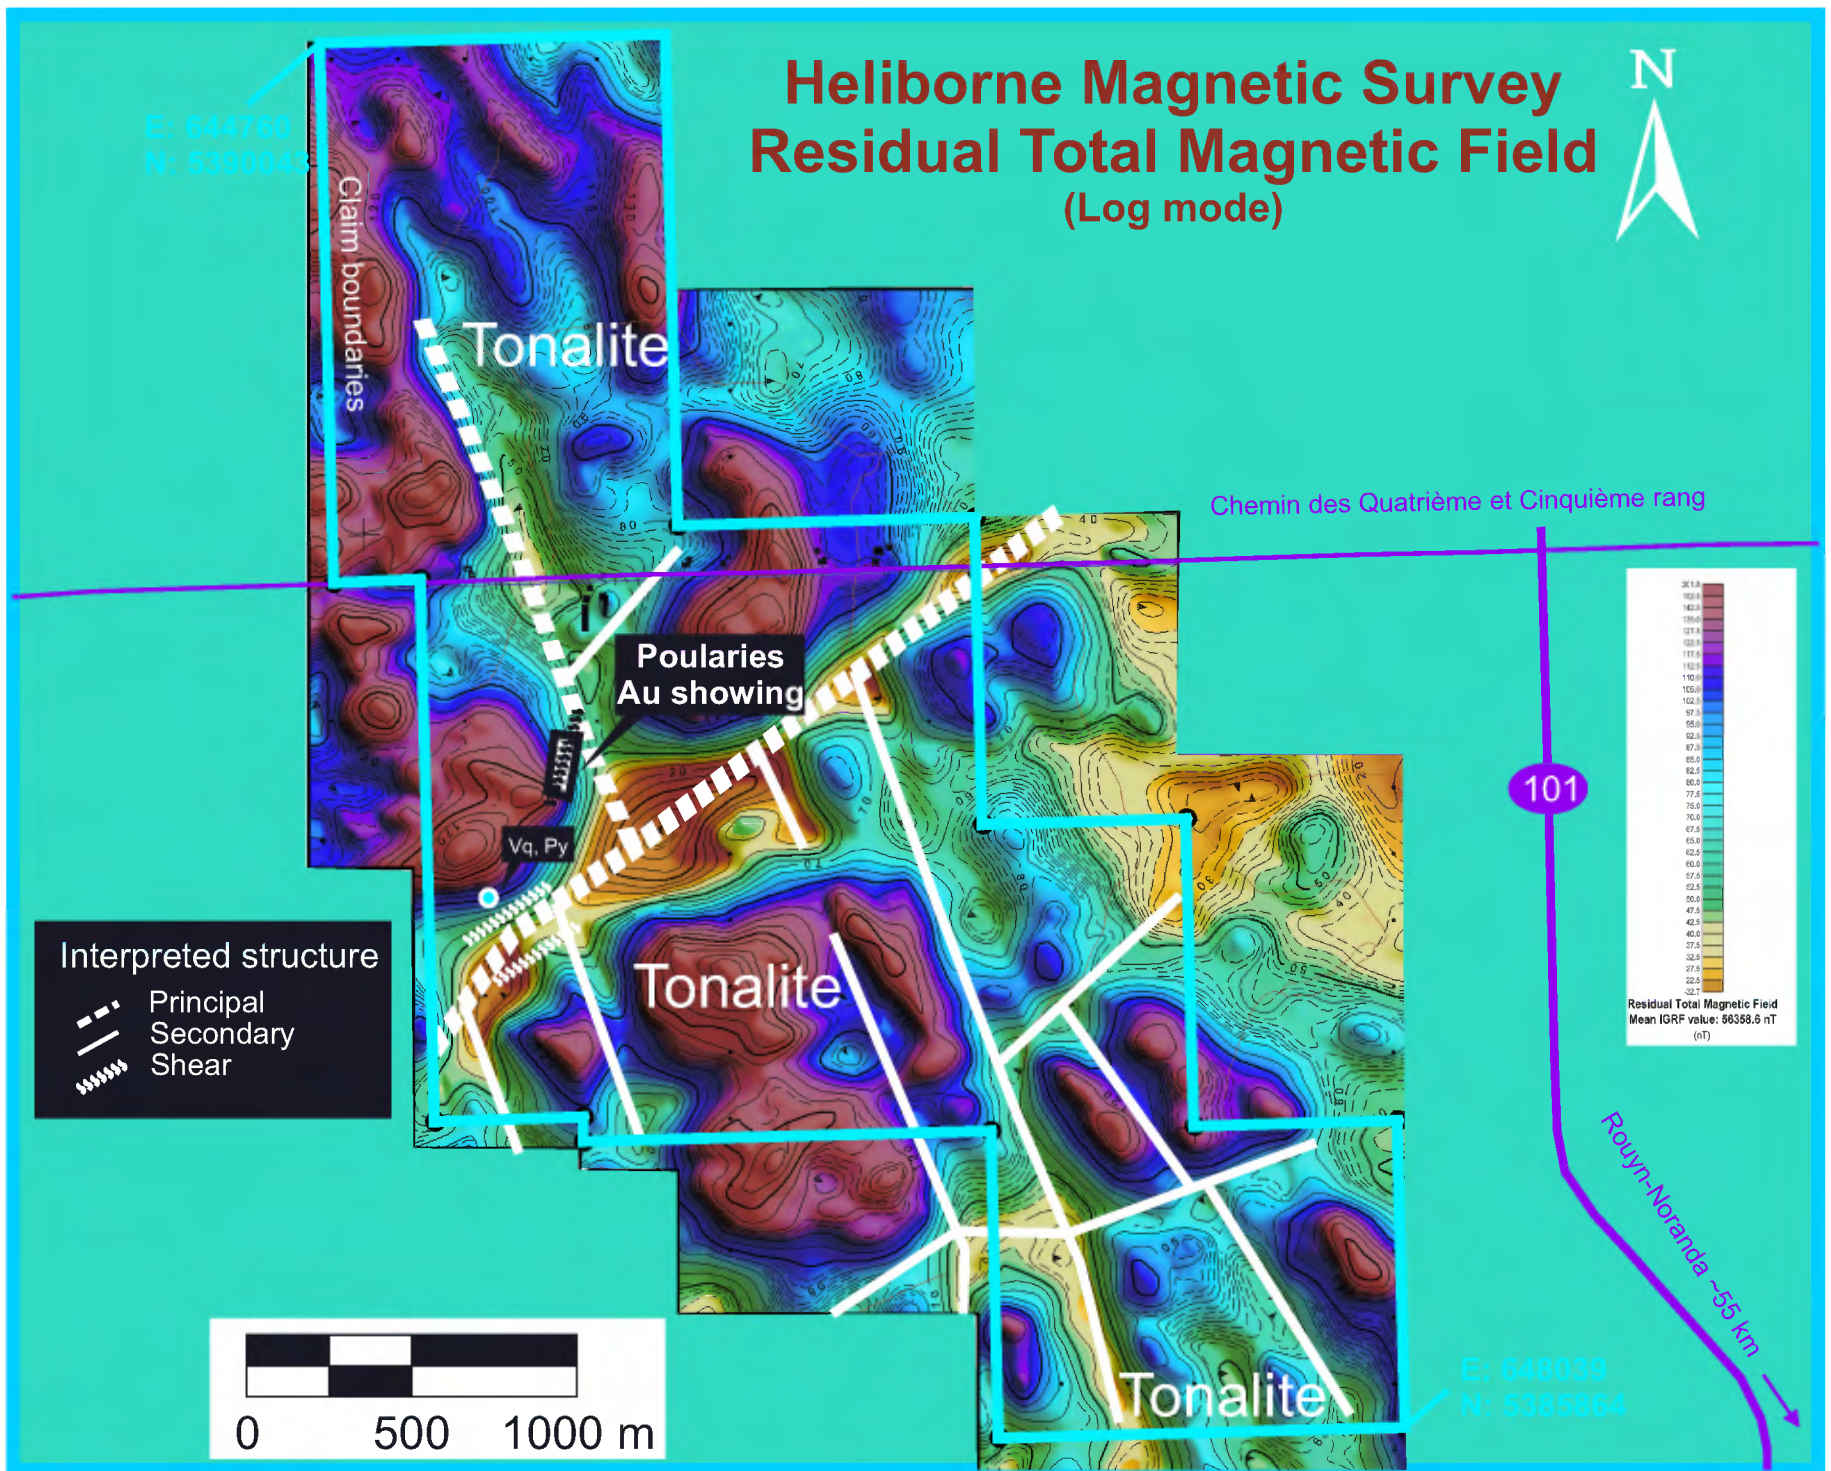 Heliborne Magnetic Survey
Residual Total Magnetic Field
(Log mode)
N
E: 644760
N: 5390043
Claim boundaries
Tonalite
Chemin des Quatrième et Cinquième rang
Poularies
Au showing
101
Vq, Py
Interpreted structure
Principal
Secondary
Shear
Tonalite
Residual Total Magnetic Field
Mean IGRF value: 56358.6 nT
(nT)
Rouyn-Noranda ~55 km
Tonalite
E: 648039
N: 5385864
0 500 1000 m